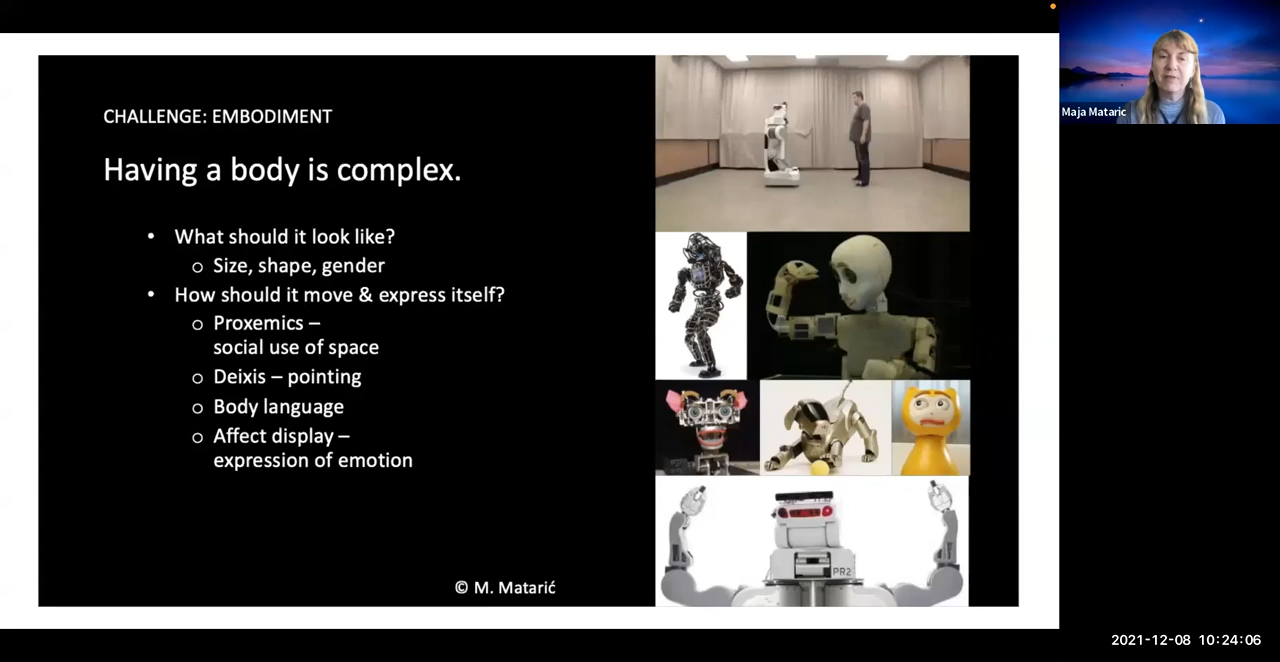 CHALLENGE: EMBODIMENT
Having a body is complex.
• What should it look like?
o Size, shape, gender
• How should it move & express itself?
o Proxemics –
social use of space
o Deixis – pointing
o Body language
o Affect display –
expression of emotion
© M. Matarić
PR2
Maja Mataric
2021-12-08 10:24:06